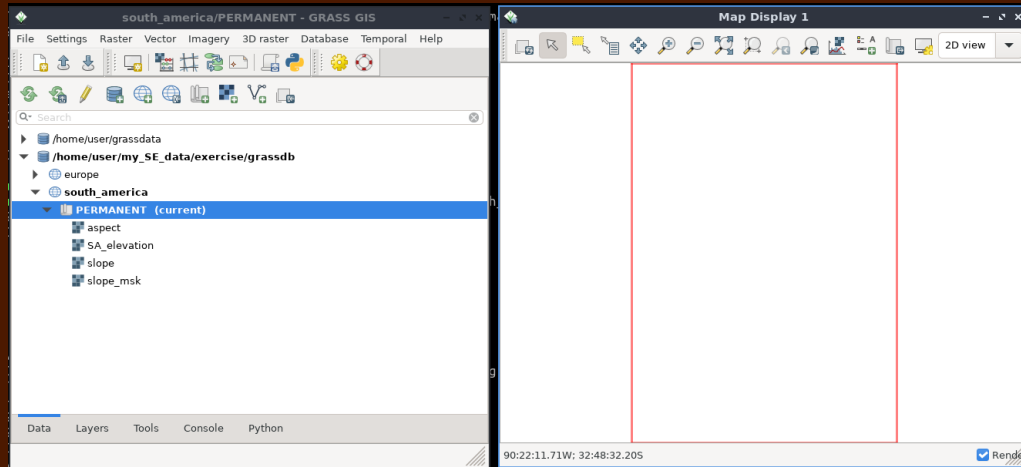 south_america/PERMANENT - GRASS GIS
File Settings Raster Vector Imagery 3D raster Database Temporal Help
Search
/home/user/grassdata
/home/user/my_SE_data/exercise/grassdb
europe
south_america
PERMANENT (current)
aspect
SA_elevation
slope
slope_msk
Data Layers Tools Console Python
Map Display 1
2D view
90:22:11.71W; 32:48:32.20S